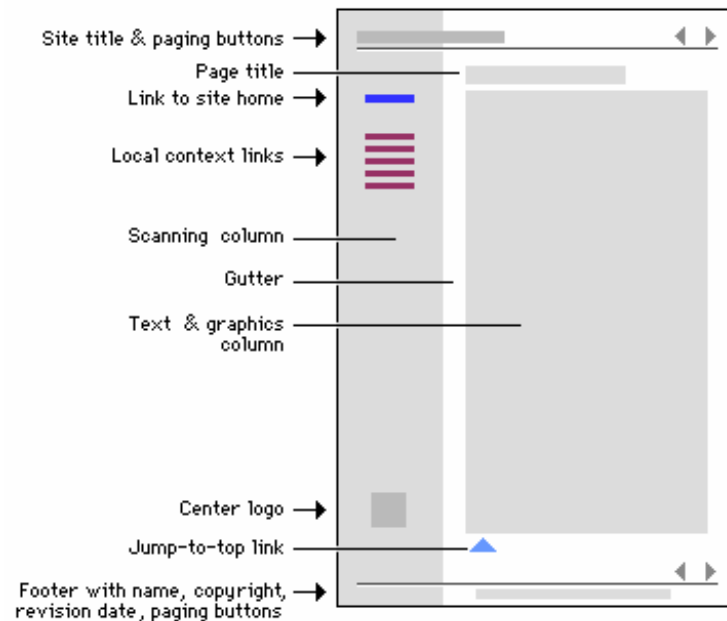 Site title & paging buttons
Page title
Link to site home
Local context links
Scanning column
Gutter
Text & graphics
column
Center logo
Jump-to-top link
Footer with name, copyright,
revision date, paging buttons